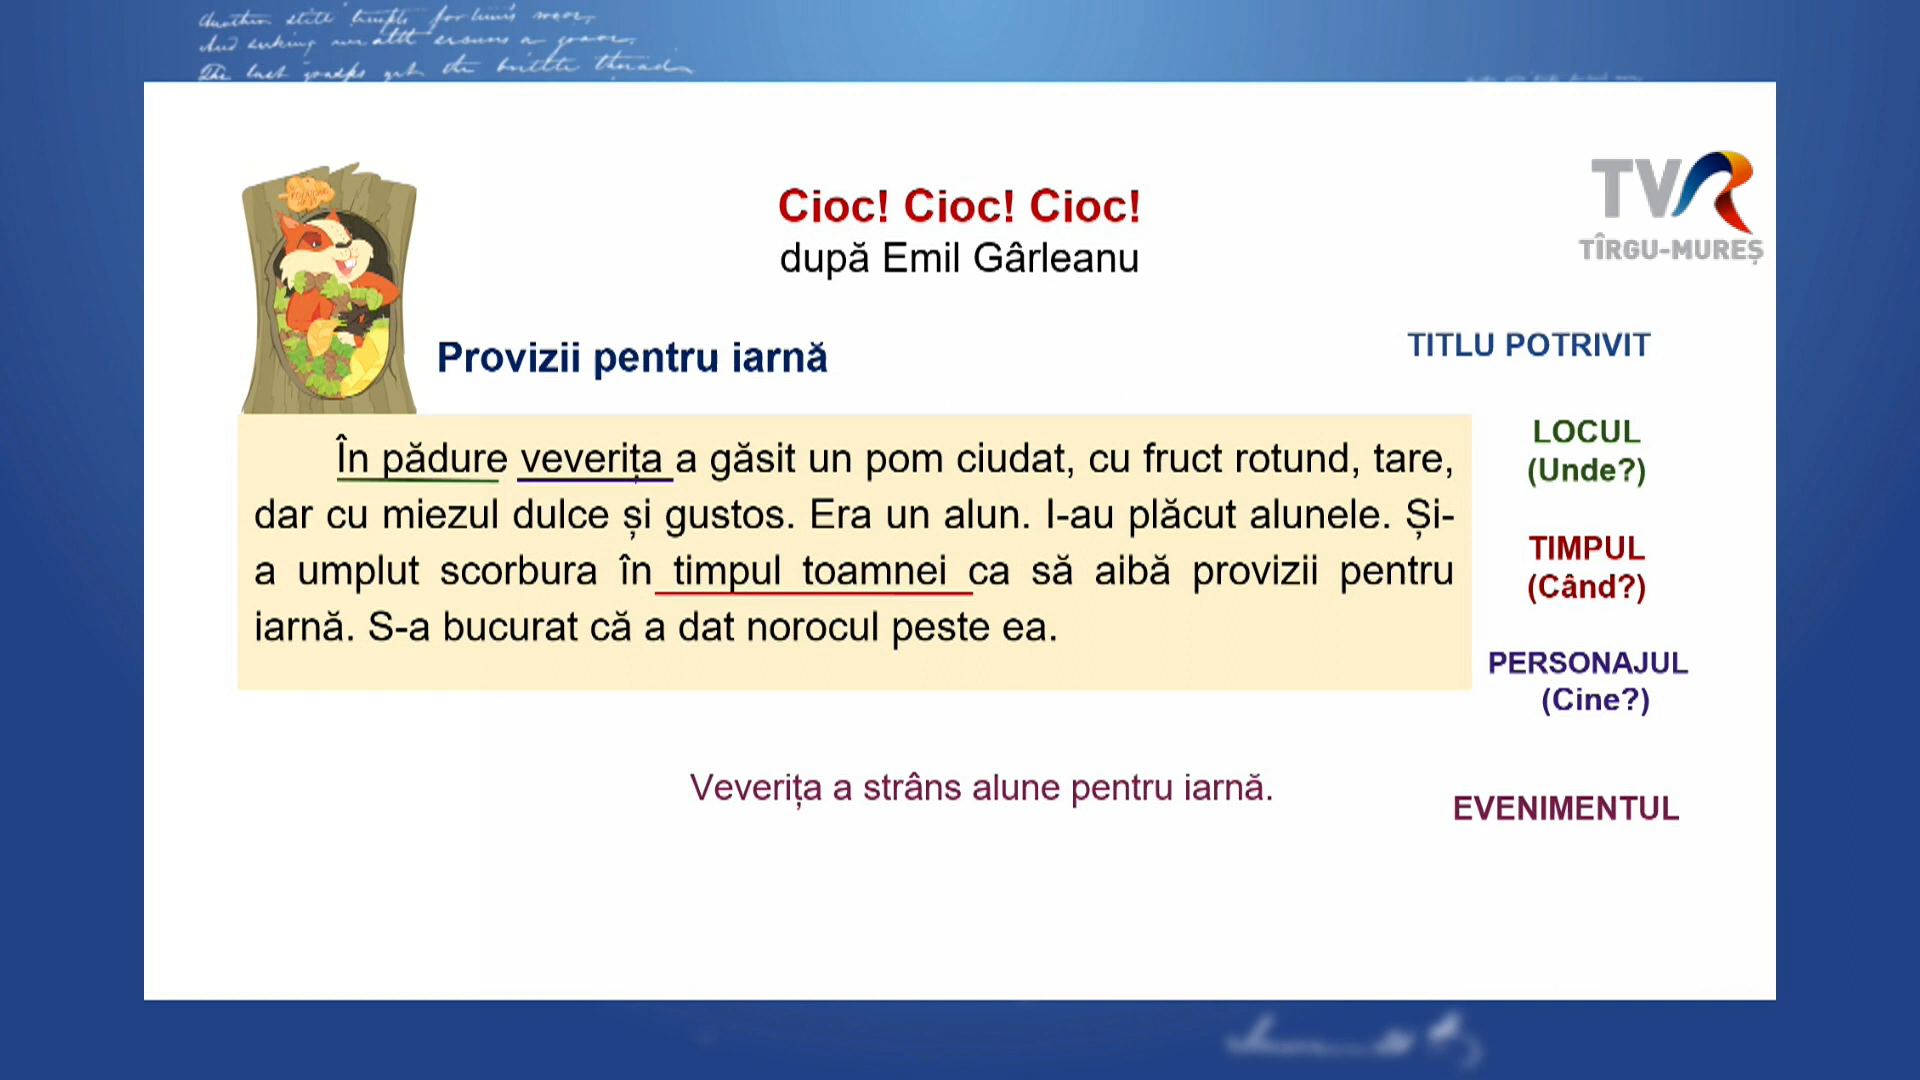 Cioc! Cioc! Cioc!
după Emil Gârleanu
TVR
TÎRGU-MUREȘ
Provizii pentru iarnă
TITLU POTRIVIT
În pădure veverița a găsit un pom ciudat, cu fruct rotund, tare,
dar cu miezul dulce și gustos. Era un alun. I-au plăcut alunele. Și-
a umplut scorbura în timpul toamnei ca să aibă provizii pentru
iarnă. S-a bucurat că a dat norocul peste ea.
LOCUL
(Unde?)
TIMPUL
(Când?)
PERSONAJUL
(Cine?)
Veverița a strâns alune pentru iarnă.
EVENIMENTUL